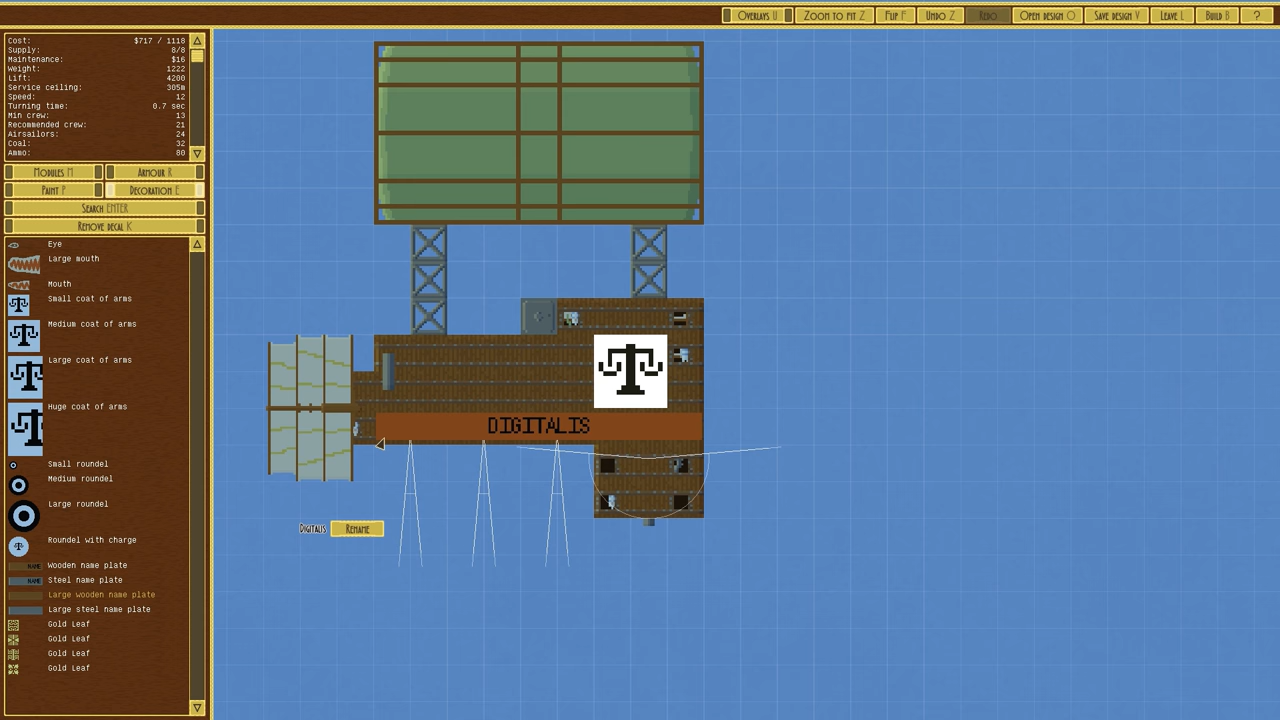 Overlays U
Zoom to fit Z
Flip F
Undo Z
Redo
Open design O
Save design V
Leave L
Build B
?
Cost: $717 / 1118
Supply: 8/8
Maintenance: $16
Weight: 1222
Lift: 4200
Service ceiling: 305m
Speed: 12
Turning time: 0.7 sec
Min crew: 13
Recommended crew: 21
Airsailors: 24
Coal: 32
Ammo: 80
Modules M
Armour R
Paint P
Decoration E
Search ENTER
Remove decal K
Eye
Large mouth
Mouth
Small coat of arms
Medium coat of arms
Large coat of arms
Huge coat of arms
Small roundel
Medium roundel
Large roundel
Roundel with charge
NAME Wooden name plate
NAME Steel name plate
Large wooden name plate
Large steel name plate
Gold Leaf
Gold Leaf
Gold Leaf
Gold Leaf
DIGITALIS
Digitalis
Rename